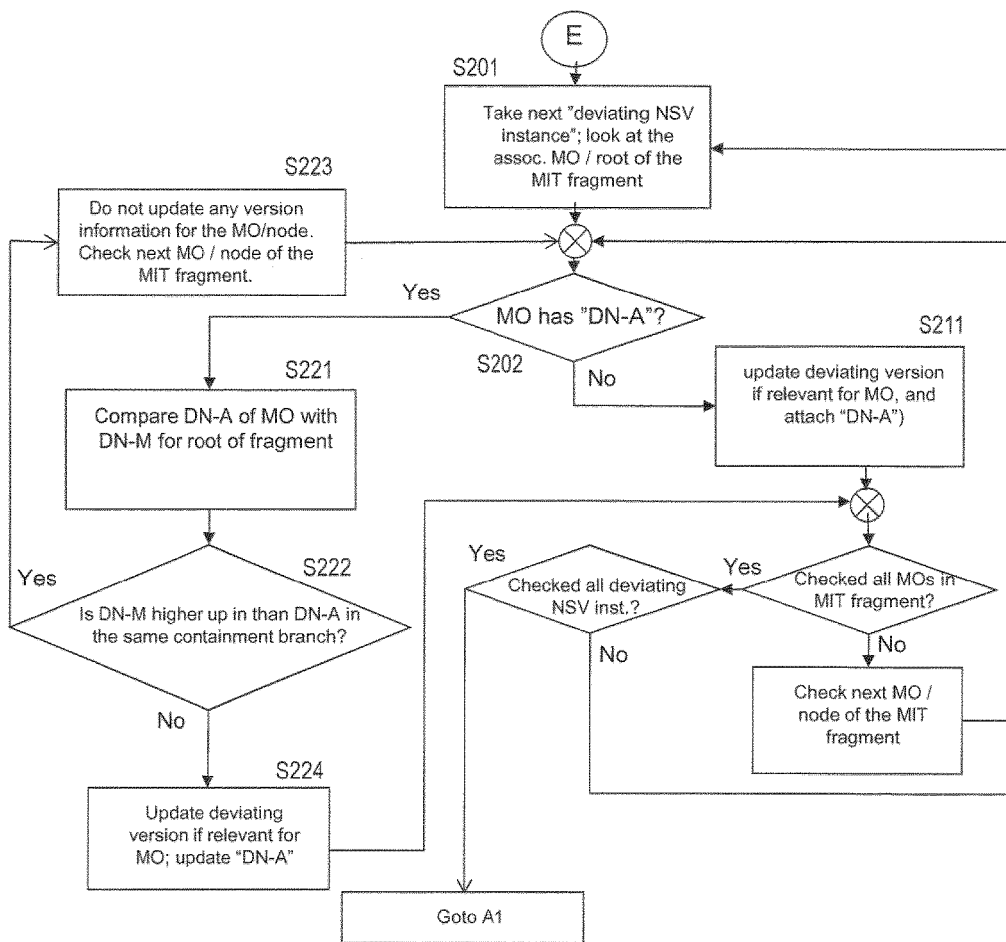 E
S201
Take next "deviating NSV
instance"; look at the
assoc. MO / root of the
MIT fragment
S223
Do not update any version
information for the MO/node.
Check next MO / node of the
MIT fragment.
Yes
MO has "DN-A"?
S202
No
S211
update deviating version
if relevant for MO, and
attach "DN-A")
S221
Compare DN-A of MO with
DN-M for root of fragment
Yes
S222
Is DN-M higher up in than DN-A in
the same containment branch?
No
Yes
Checked all deviating
NSV inst.?
No
Yes
Checked all MOs in
MIT fragment?
No
Check next MO /
node of the MIT
fragment
S224
Update deviating
version if relevant for
MO; update "DN-A"
Goto A1